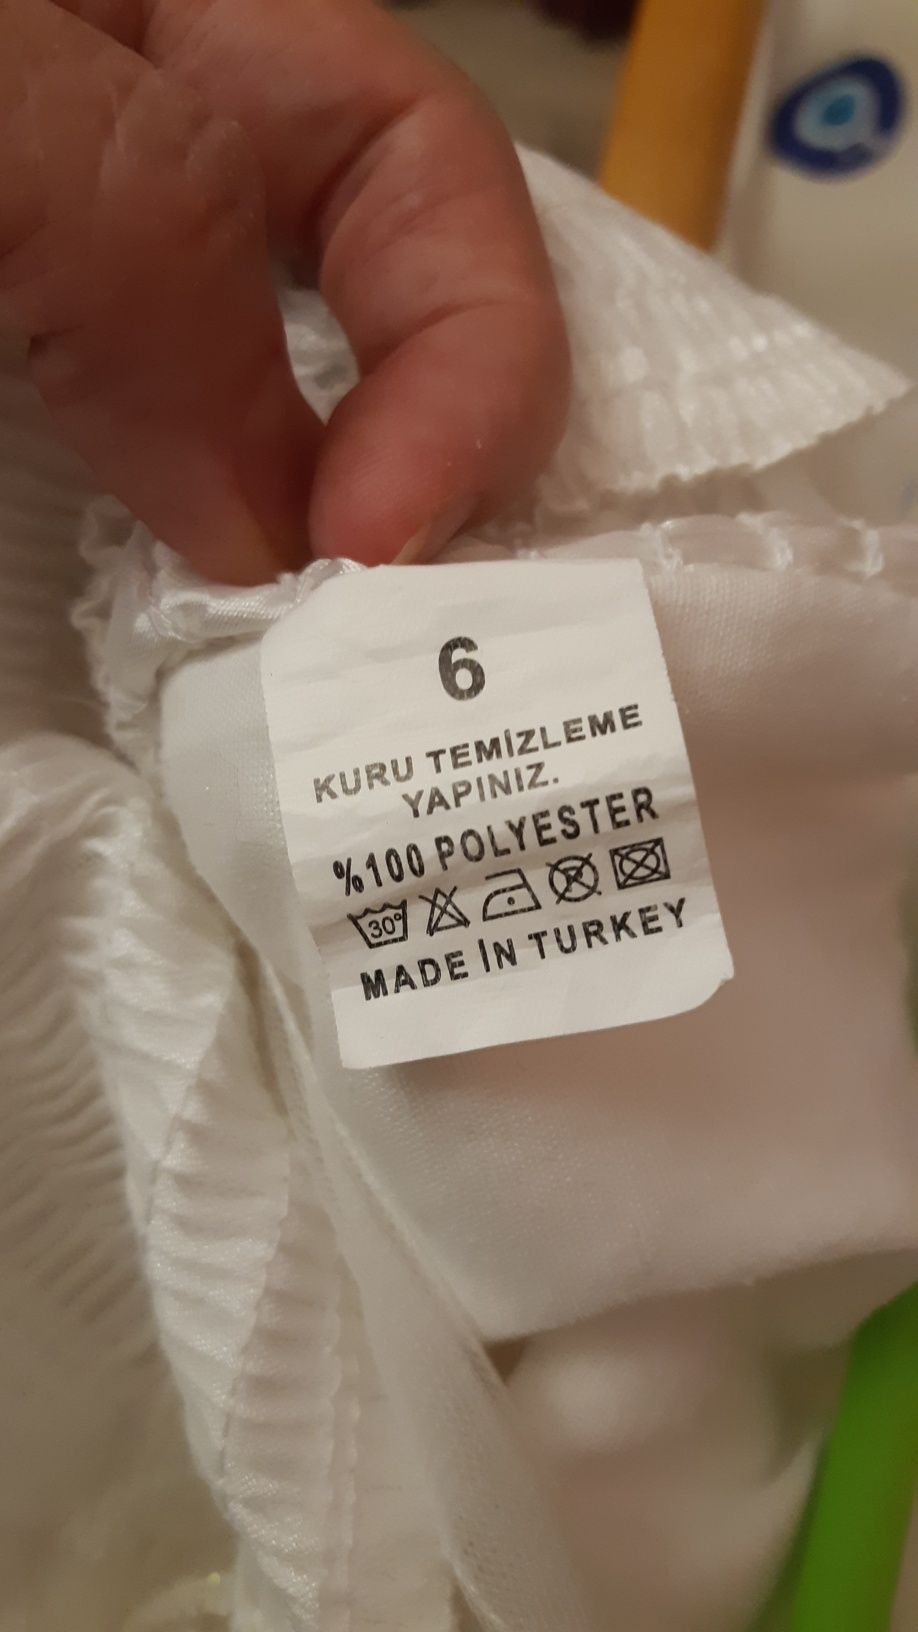 6
KURU TEMİZLEME
YAPINIZ.
%100 POLYESTER
30°
MADE İN TURKEY